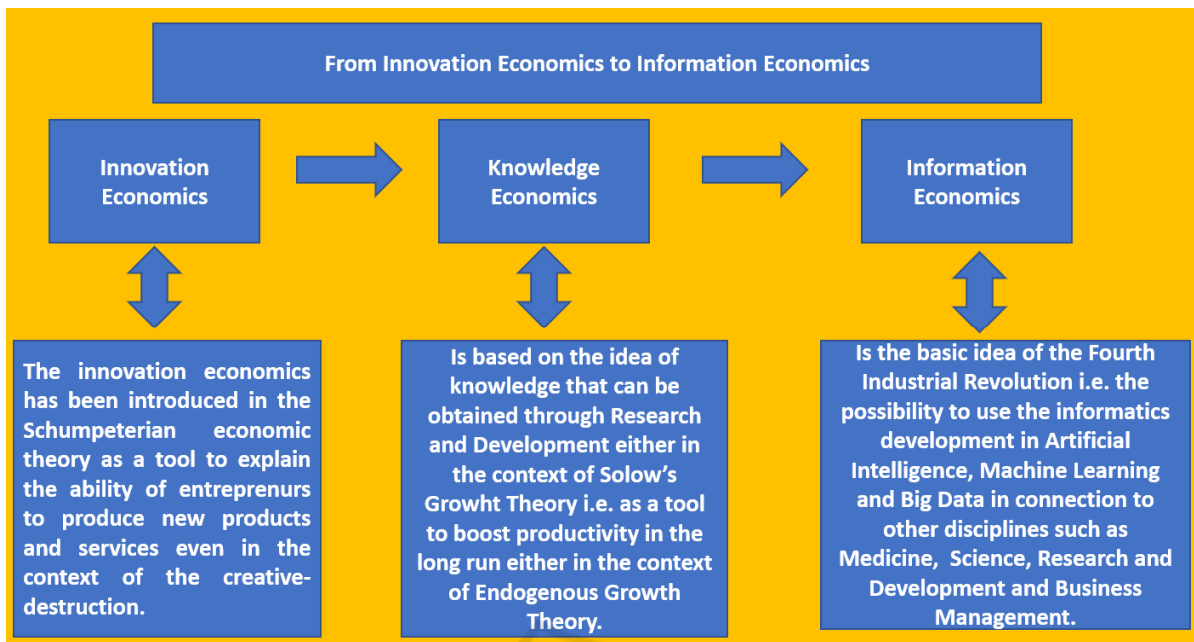 From Innovation Economics to Information Economics
Innovation
Economics
Knowledge
Economics
Information
Economics
The innovation economics
has been introduced in the
Schumpeterian economic
theory as a tool to explain
the ability of entreprenurs
to produce new products
and services even in the
context of the creative-
destruction.
Is based on the idea of
knowledge that can be
obtained through Research
and Development either in
the context of Solow's
Growht Theory i.e. as a tool
to boost productivity in the
long run either in the context
of Endogenous Growth
Theory.
Is the basic idea of the Fourth
Industrial Revolution i.e. the
possibility to use the informatics
development in Artificial
Intelligence, Machine Learning
and Big Data in connection to
other disciplines such as
Medicine, Science, Research and
Development and Business
Management.